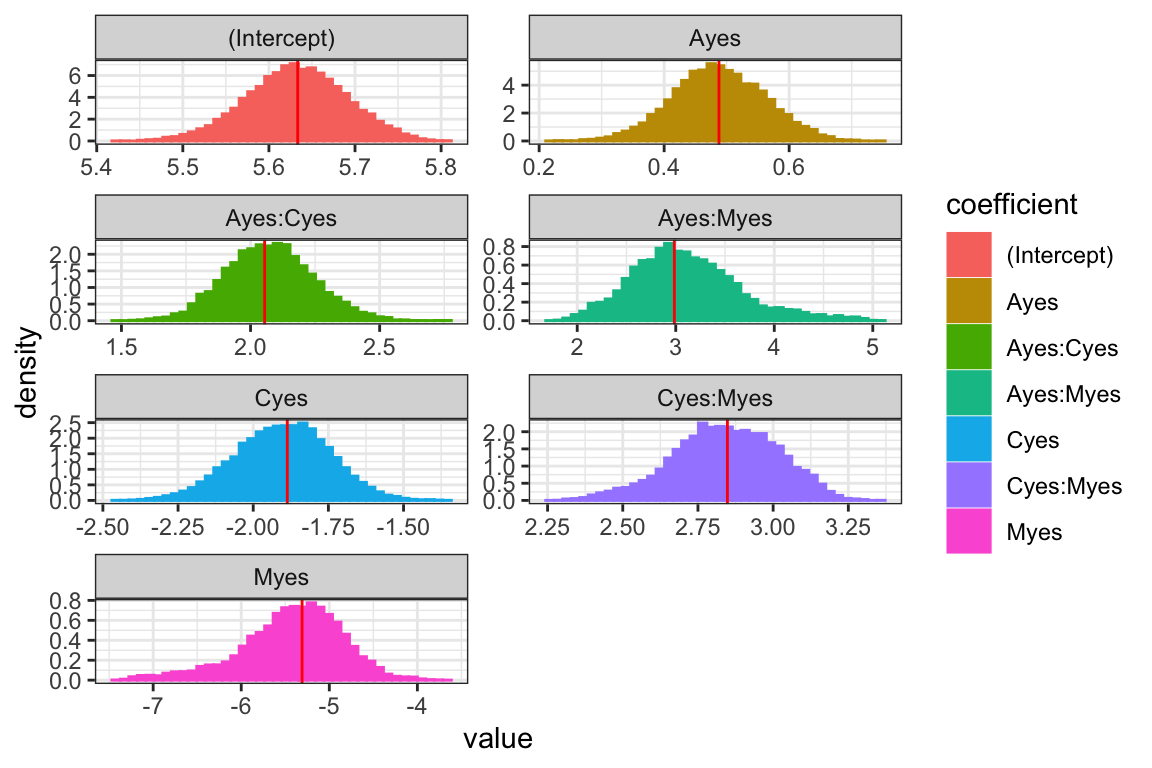 (Intercept)
Ayes
6
4
2
0
5.4 5.5 5.6 5.7 5.8
4
2
0
0.2 0.4 0.6
Ayes:Cyes
Ayes:Myes
2.0
1.5
1.0
0.5
0.0
1.5 2.0 2.5
0.8
0.6
0.4
0.2
0.0
2 3 4 5
Cyes
Cyes:Myes
2.5
2.0
1.5
1.0
0.5
0.0
-2.50 -2.25 -2.00 -1.75 -1.50
2.0
1.5
1.0
0.5
0.0
2.25 2.50 2.75 3.00 3.25
Myes
0.8
0.6
0.4
0.2
0.0
-7 -6 -5 -4
density
value
coefficient
(Intercept)
Ayes
Ayes:Cyes
Ayes:Myes
Cyes
Cyes:Myes
Myes